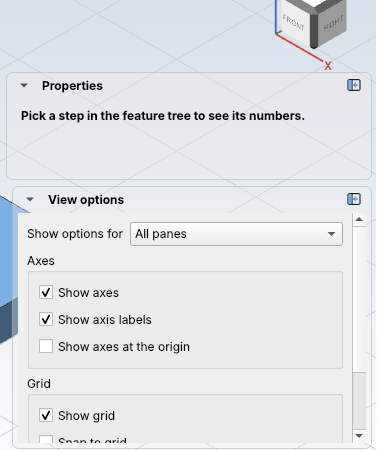 FRONT
RIGHT
X
Properties
Pick a step in the feature tree to see its numbers.
View options
Show options for All panes
Axes
Show axes
Show axis labels
Show axes at the origin
Grid
Show grid
Snap to grid